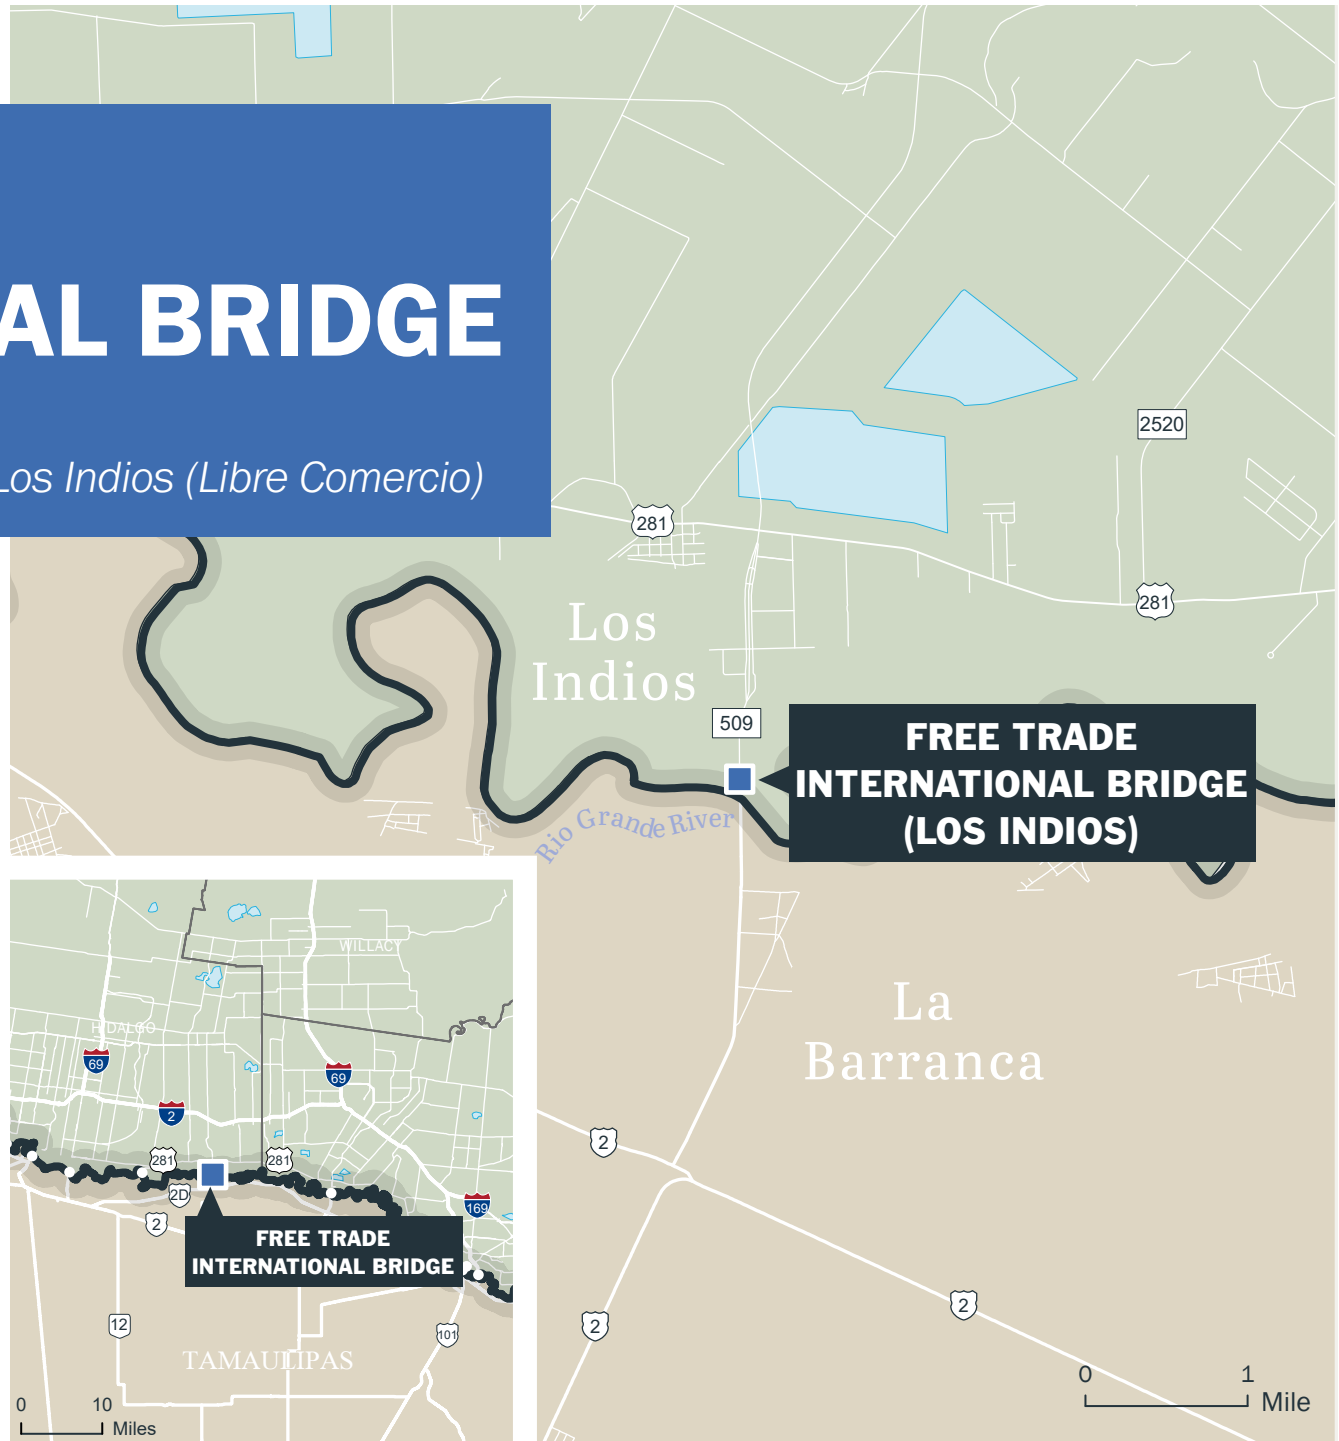 AL BRIDGE
Los Indios (Libre Comercio)
2520
281
281
Los
Indios
509
FREE TRADE
INTERNATIONAL BRIDGE
(LOS INDIOS)
Rio Grande River
La
Barranca
2
2
2
0 1
Mile
WILLACY
HIDALGO
69
69
2
281
281
2D
2
169
FREE TRADE
INTERNATIONAL BRIDGE
12
101
TAMAULIPAS
0 10
Miles